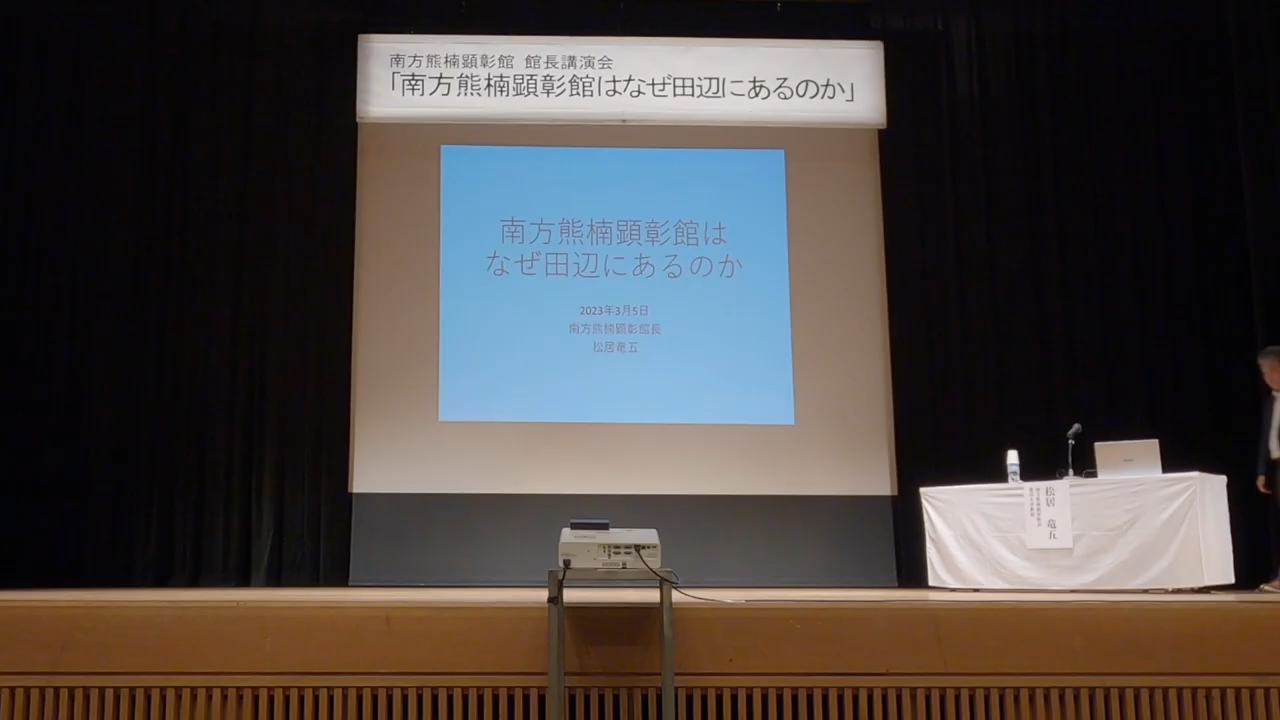 南方熊楠顕彰館 館長講演会
「南方熊楠顕彰館はなぜ田辺にあるのか」
南方熊楠顕彰館は
なぜ田辺にあるのか
2023年3月5日
南方熊楠顕彰館長
松居竜五
松居 竜五